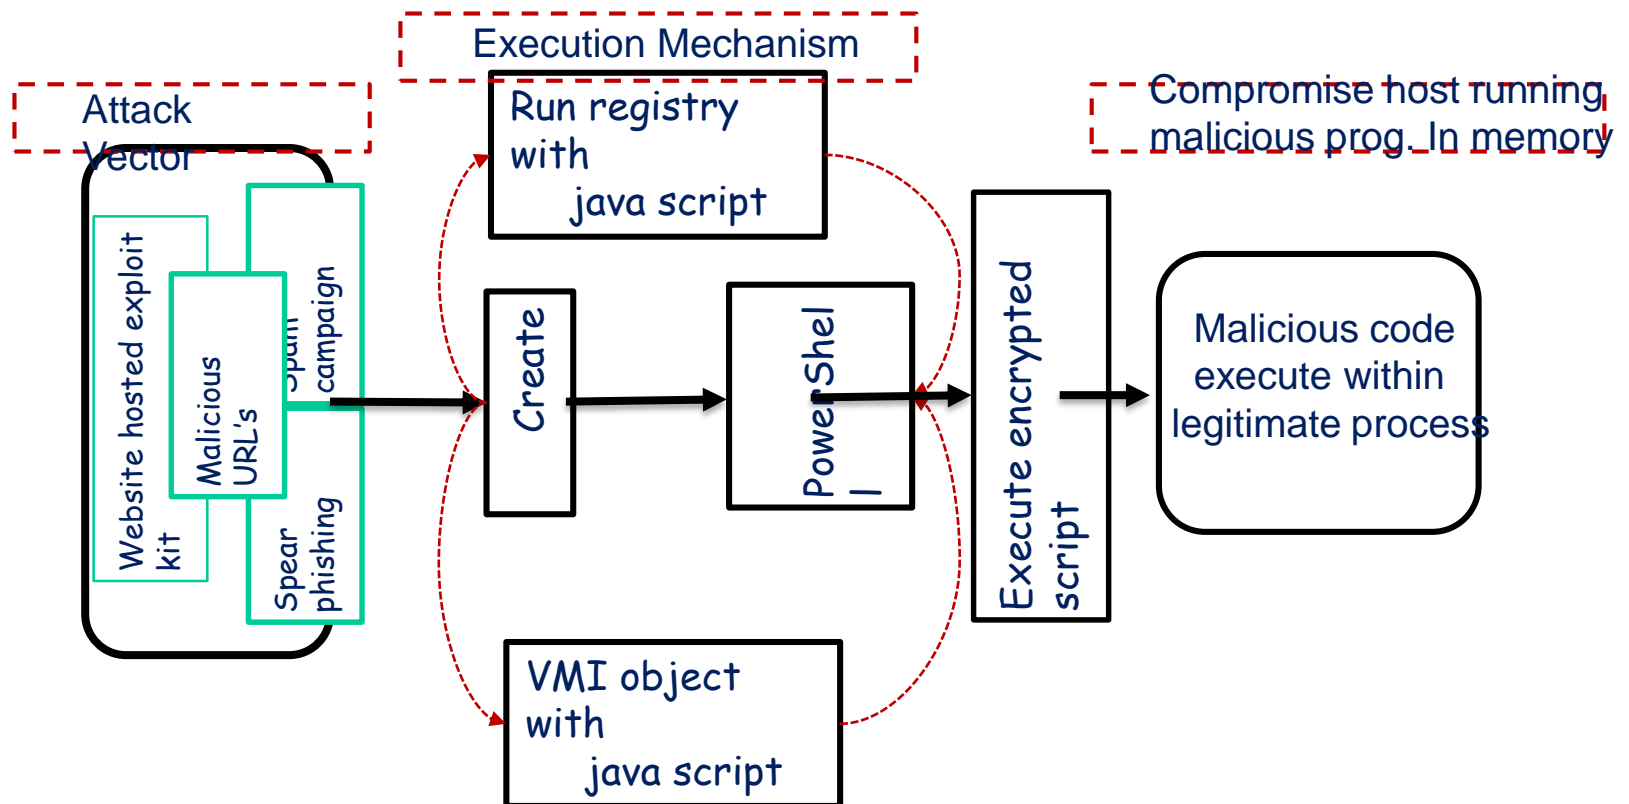 Execution Mechanism
Attack
Vector
Compromise host running
malicious prog. In memory
Website hosted exploit
kit
Malicious
URL's
Spam
campaign
Spear
phishing
Run registry
with
java script
Create
PowerShel
l
VMI object
with
java script
Execute encrypted
script
Malicious code
execute within
legitimate process